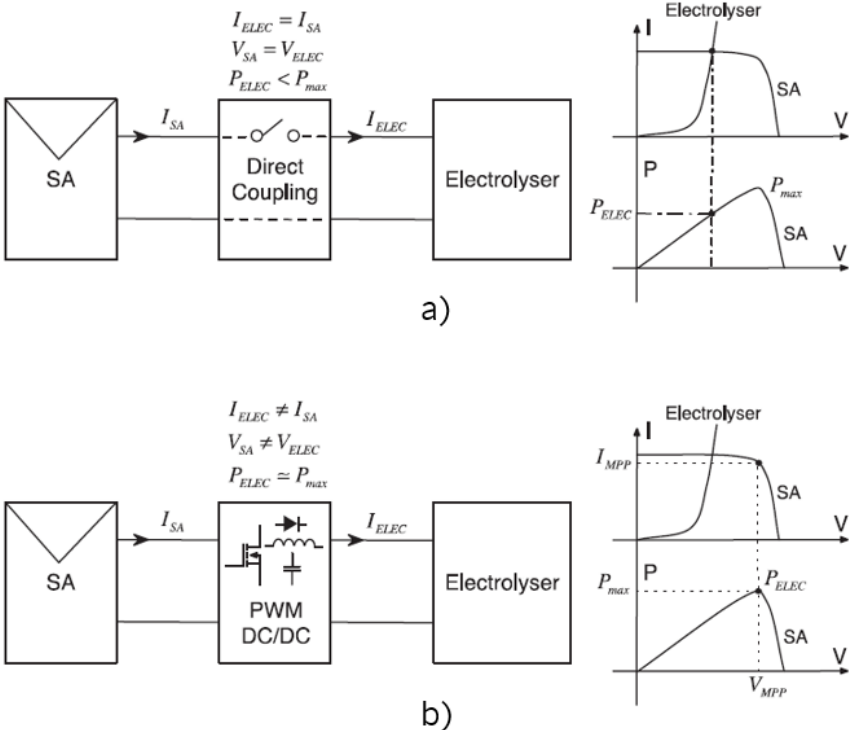 I_ELEC = I_SA
V_SA = V_ELEC
P_ELEC < P_max
SA
I_SA
Direct
Coupling
I_ELEC
Electrolyser
Electrolyser
I
SA
V
P
P_max
P_ELEC
SA
V
a)
I_ELEC ≠ I_SA
V_SA ≠ V_ELEC
P_ELEC ≃ P_max
SA
I_SA
PWM
DC/DC
I_ELEC
Electrolyser
Electrolyser
I
I_MPP
SA
V
P
P_max
P_ELEC
SA
V
V_MPP
b)